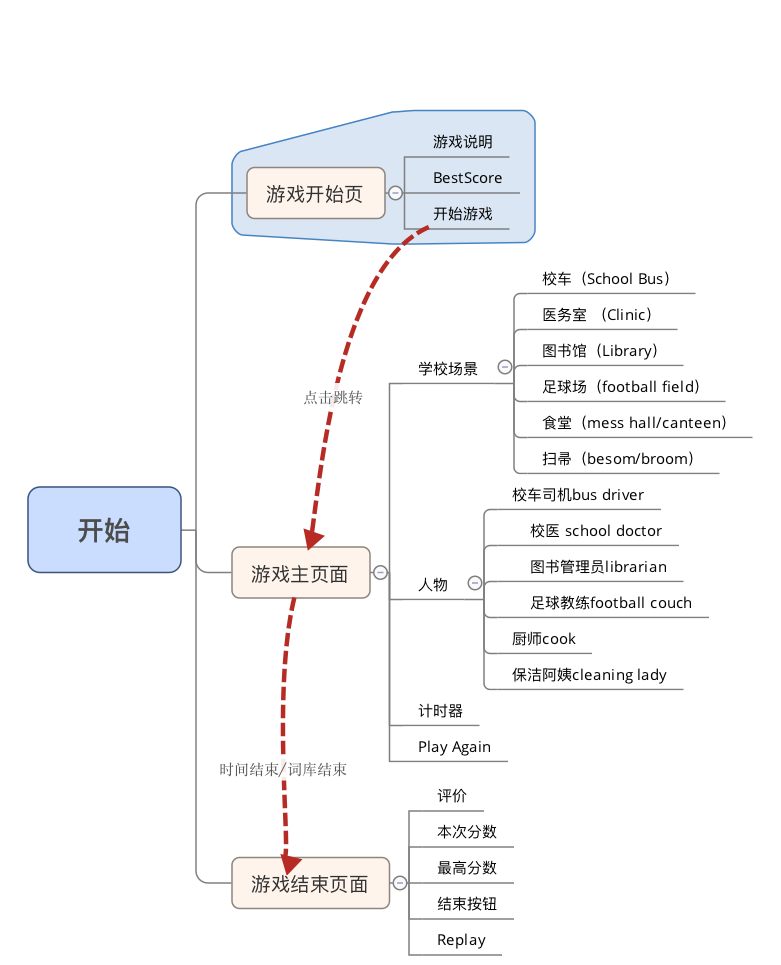 游戏说明
游戏开始页
BestScore
开始游戏
校车（School Bus）
医务室 （Clinic）
图书馆（Library）
学校场景
足球场（football field）
点击跳转
食堂（mess hall/canteen）
扫帚（besom/broom）
校车司机bus driver
开始
校医 school doctor
图书管理员librarian
游戏主页面
人物
足球教练football couch
厨师cook
保洁阿姨cleaning lady
计时器
Play Again
时间结束/词库结束
评价
本次分数
最高分数
游戏结束页面
结束按钮
Replay